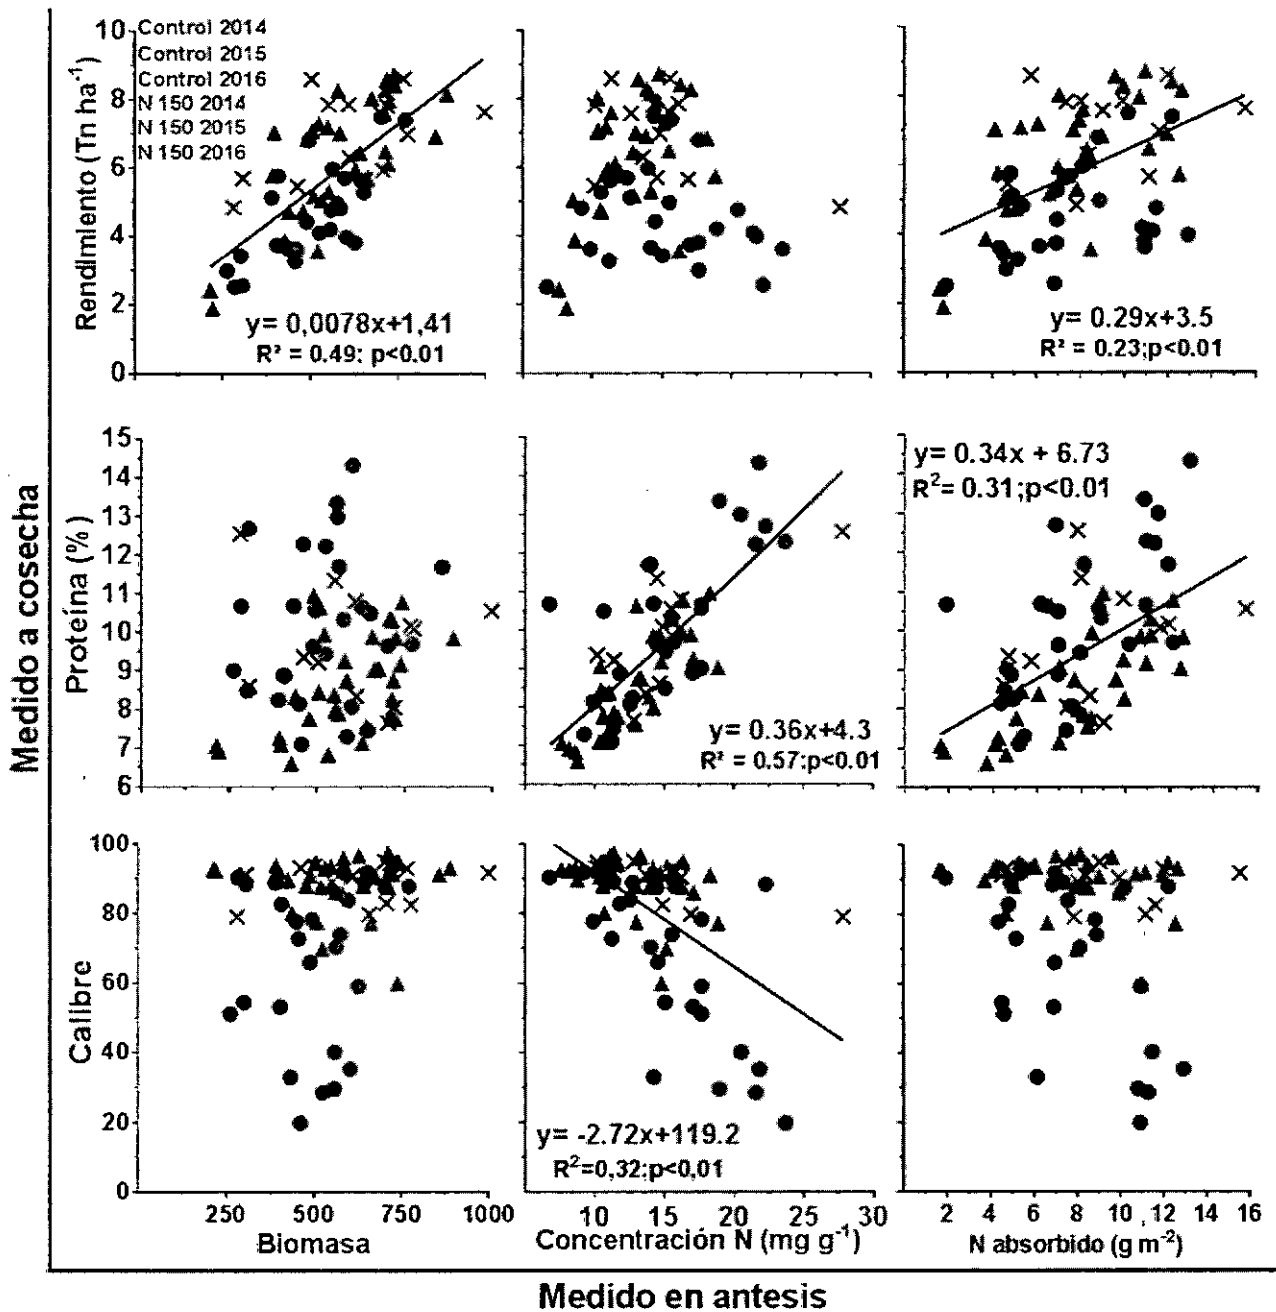 Control 2014
Control 2015
Control 2016
N 150 2014
N 150 2015
N 150 2016
10
8
6
4
2
0
Rendimiento (Tn ha-1)
y= 0,0078x+1,41
R² = 0.49; p<0.01
y= 0.29x+3.5
R² = 0.23;p<0.01
15
14
13
12
11
10
9
8
7
6
Proteína (%)
y= 0.36x+4.3
R² = 0.57;p<0.01
y= 0.34x + 6.73
R²= 0.31;p<0.01
100
80
60
40
20
0
Calibre
y= -2.72x+119.2
R²=0,32;p<0,01
250 500 750 1000
Biomasa
10 15 20 25 30
Concentración N (mg g-1)
2 4 6 8 10 12 14 16
N absorbido (g m-2)
Medido a cosecha
Medido en antesis